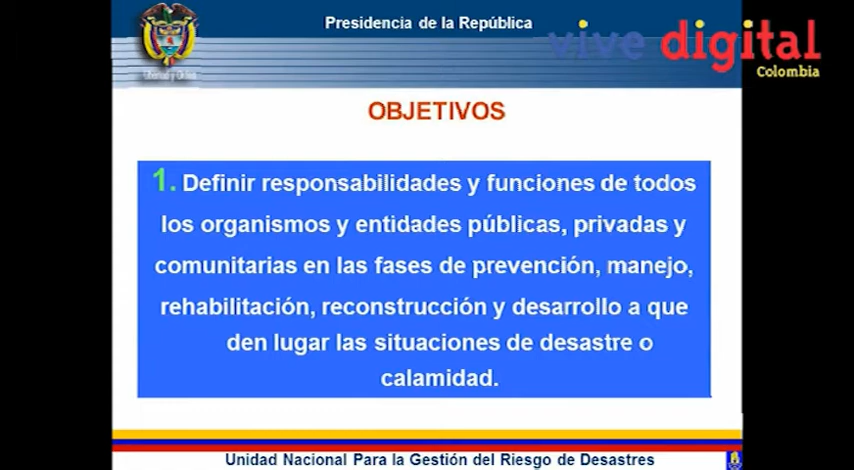 Presidencia de la República
vive digital
Colombia
Libertad y Orden
OBJETIVOS
1. Definir responsabilidades y funciones de todos
los organismos y entidades públicas, privadas y
comunitarias en las fases de prevención, manejo,
rehabilitación, reconstrucción y desarrollo a que
den lugar las situaciones de desastre o
calamidad.
Unidad Nacional Para la Gestión del Riesgo de Desastres